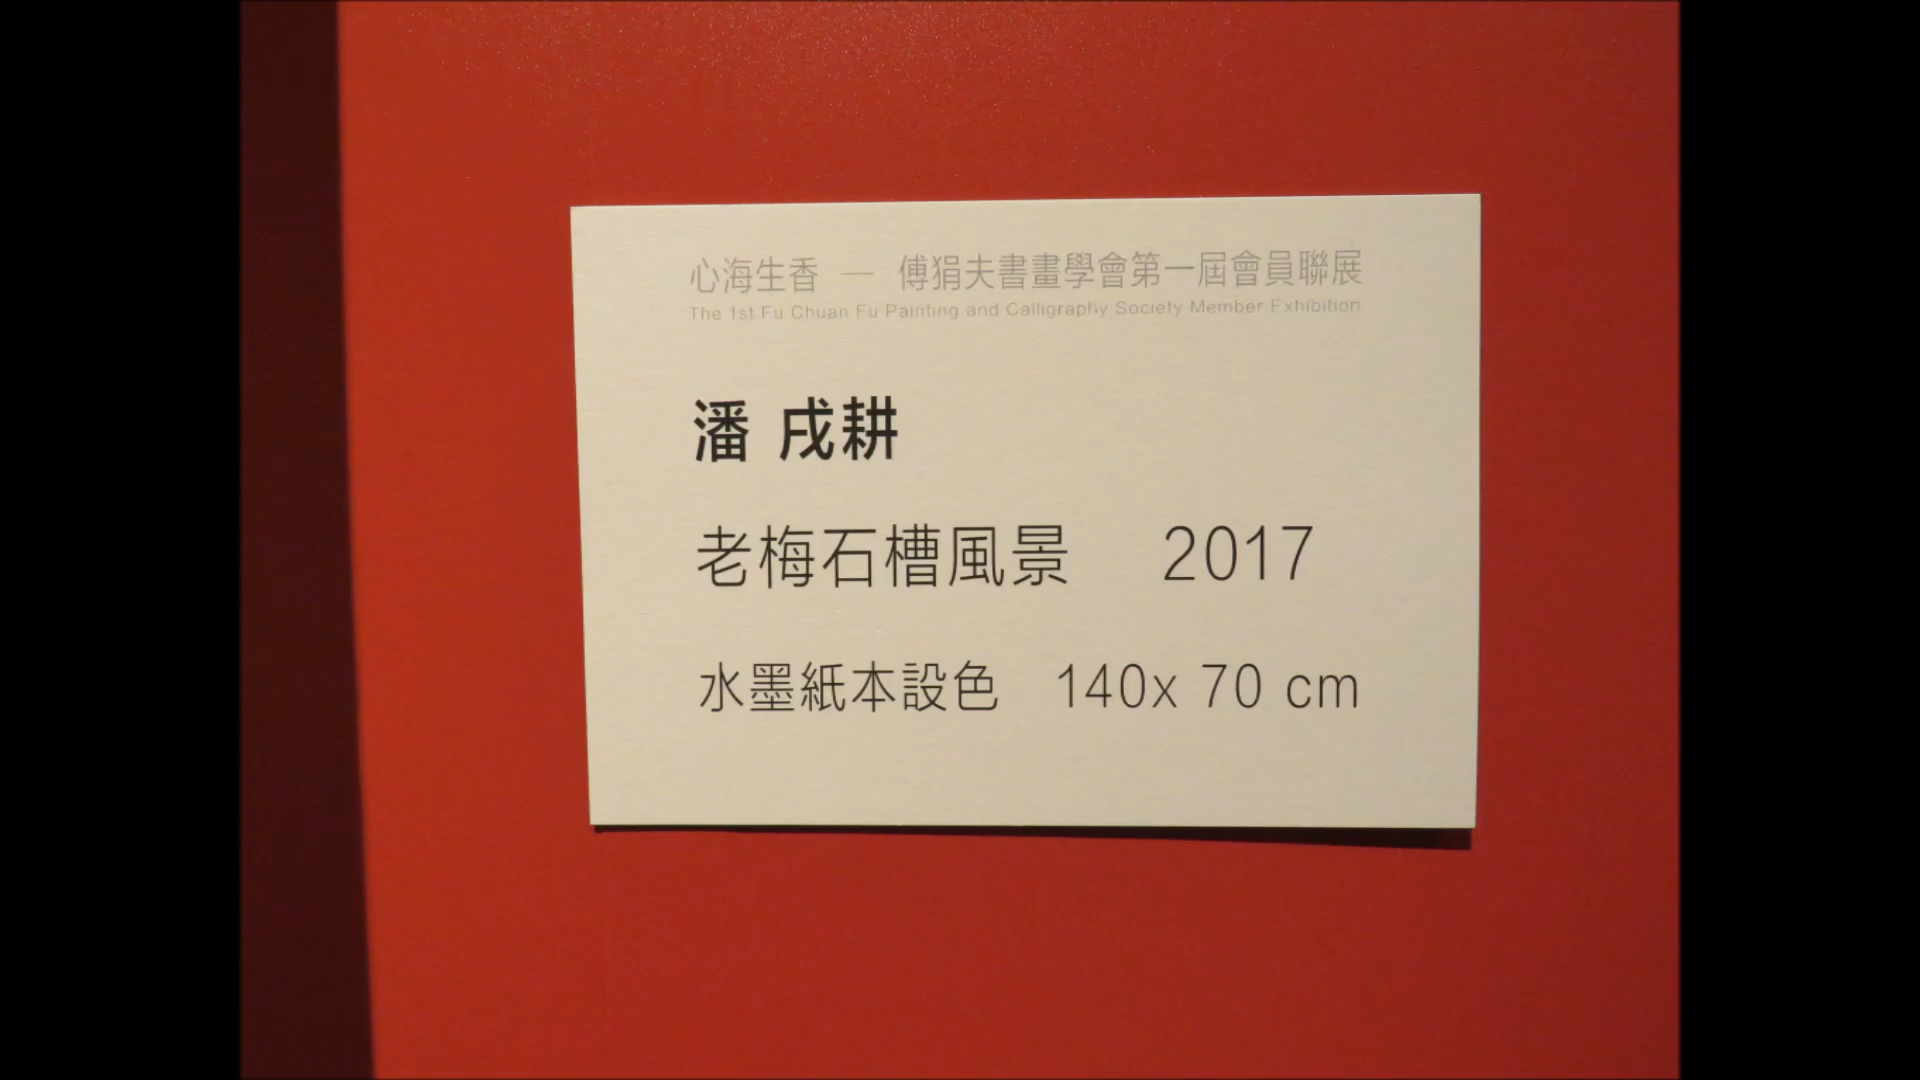 心海生香 — 傅狷夫書畫學會第一屆會員聯展
The 1st Fu Chuan Fu Painting and Calligraphy Society Member Exhibition
潘 戌耕
老梅石槽風景 2017
水墨紙本設色 140x 70 cm